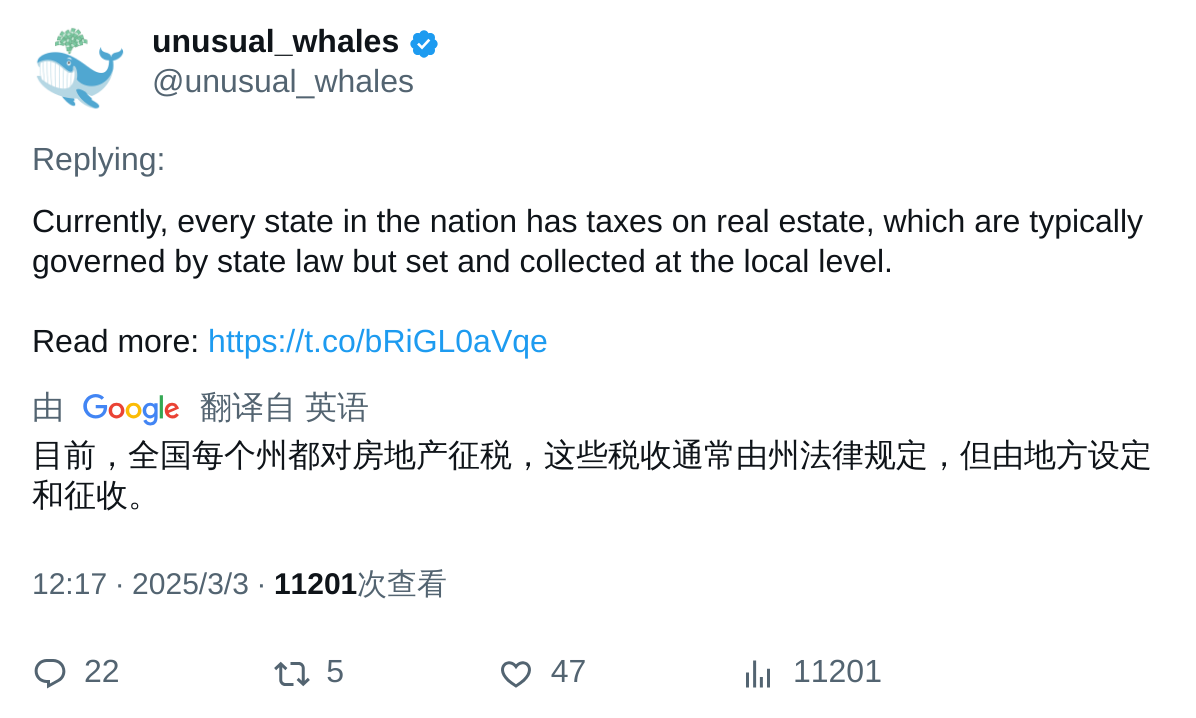 unusual_whales
@unusual_whales
Replying:
Currently, every state in the nation has taxes on real estate, which are typically
governed by state law but set and collected at the local level.
Read more: https://t.co/bRiGL0aVqe
由 Google 翻译自 英语
目前，全国每个州都对房地产征税，这些税收通常由州法律规定，但由地方设定
和征收。
12:17 · 2025/3/3 · 11201次查看
22 5 47 11201